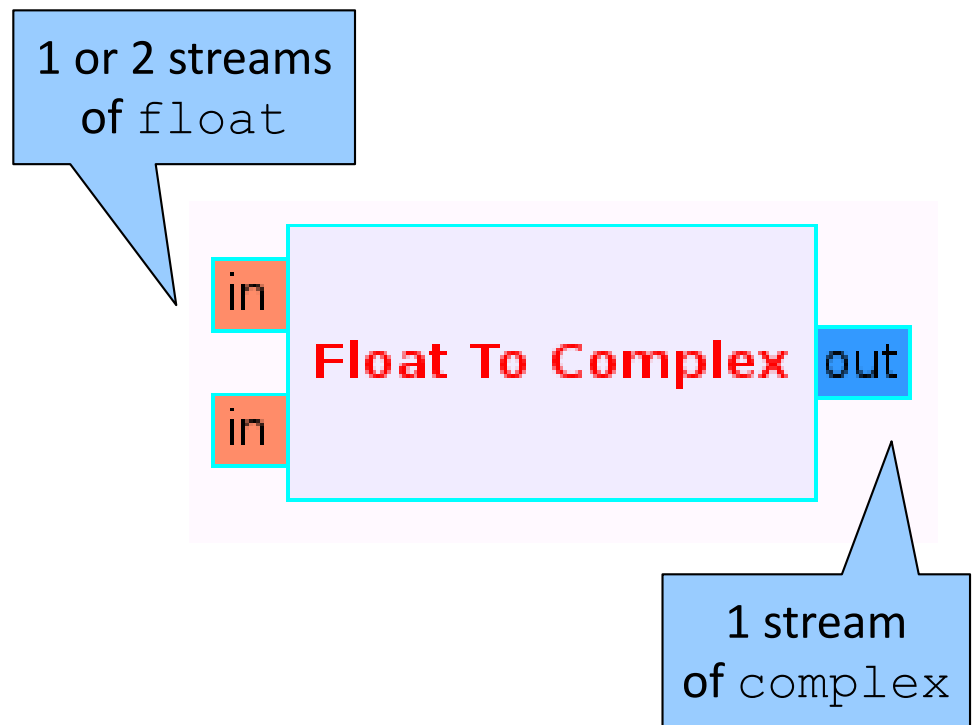 1 or 2 streams
of float
in
Float To Complex
out
in
1 stream
of complex